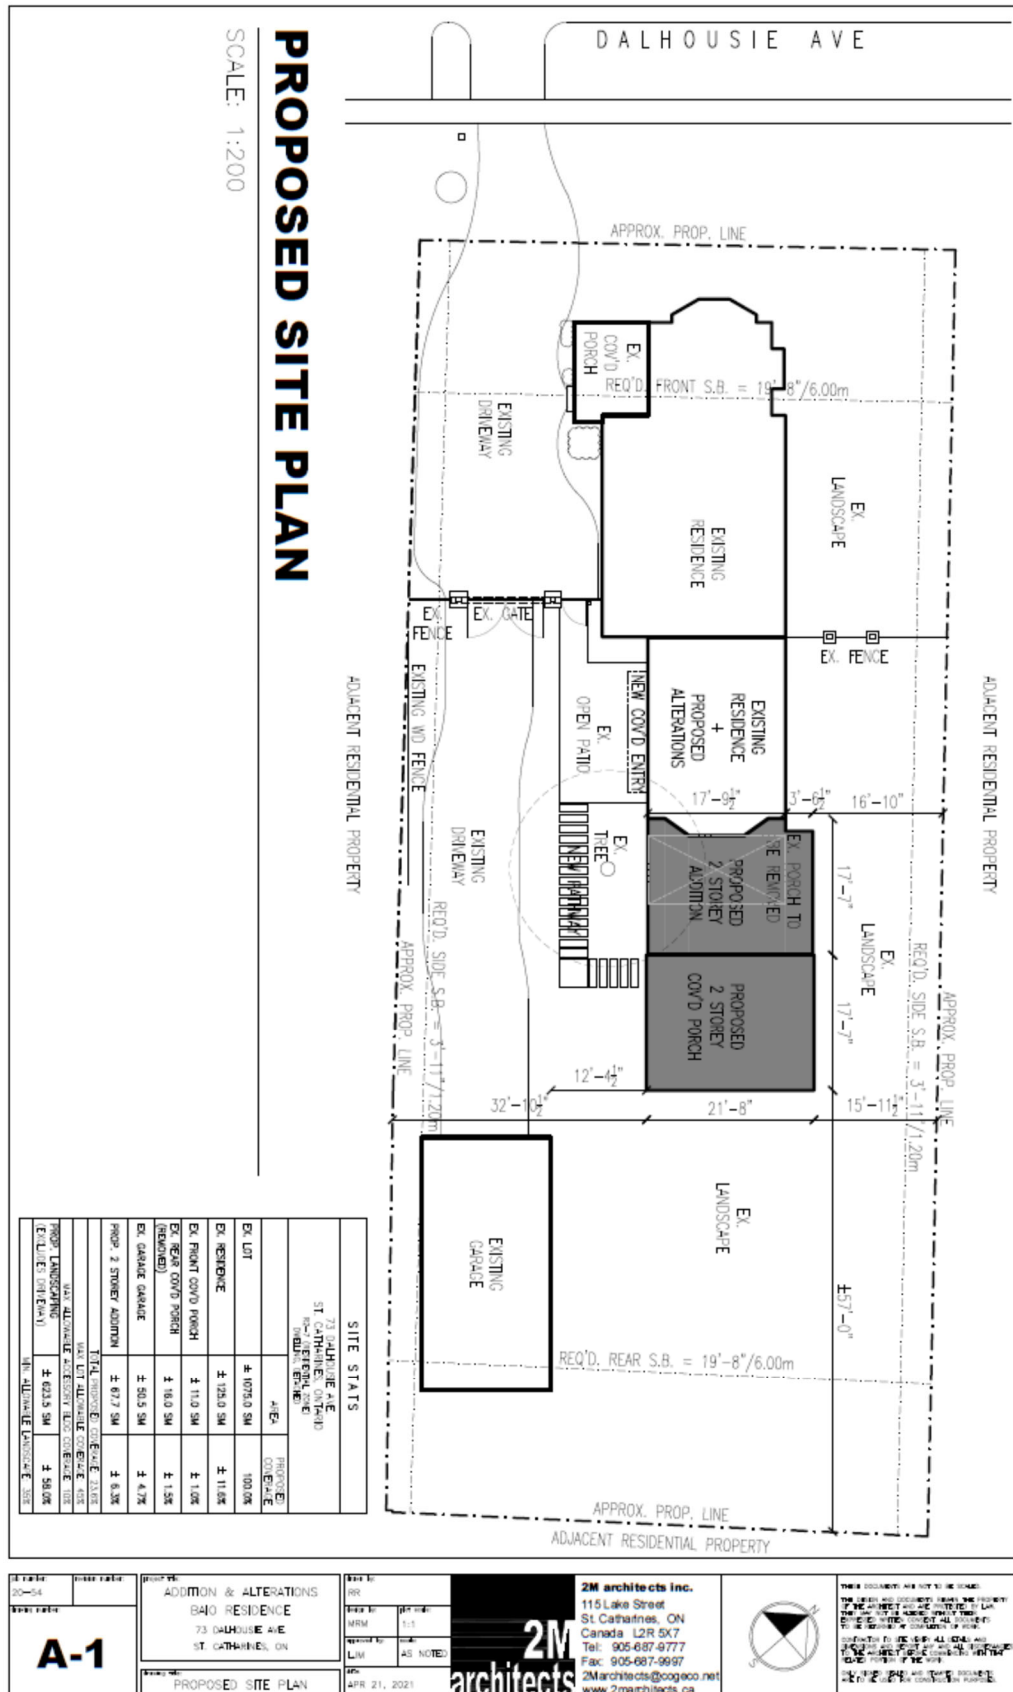 DALHOUSIE AVE
PROPOSED SITE PLAN
SCALE: 1:200
APPROX. PROP. LINE
EX.
COV'D
PORCH
REQ'D. FRONT S.B. = 19'-8"/6.00m
EXISTING
DRIVEWAY
EX.
LANDSCAPE
EXISTING
RESIDENCE
EX.
FENCE
EX. GATE
EX. FENCE
ADJACENT RESIDENTIAL PROPERTY
EXISTING WD FENCE
EX.
OPEN PATIO
NEW COV'D ENTRY
EXISTING
RESIDENCE
+
PROPOSED
ALTERATIONS
ADJACENT RESIDENTIAL PROPERTY
17'-9½"
3'-6½"
16'-10"
EXISTING
DRIVEWAY
EX.
TREE
NEW PATHWAY
EX. PORCH TO
BE REMOVED
PROPOSED
2 STOREY
ADDITION
17'-7"
EX.
LANDSCAPE
REQ'D. SIDE S.B. = 3'-11"/1.20m
APPROX. PROP. LINE
PROPOSED
2 STOREY
COV'D PORCH
17'-7"
REQ'D. SIDE S.B. = 3'-11"/1.20m
APPROX. PROP. LINE
12'-4½"
32'-10½"
21'-8"
15'-11½"
EX.
LANDSCAPE
EXISTING
GARAGE
±57'-0"
REQ'D. REAR S.B. = 19'-8"/6.00m
APPROX. PROP. LINE
ADJACENT RESIDENTIAL PROPERTY
SITE STATS
73 DALHOUSIE AVE
ST. CATHARINES, ONTARIO
AREA
PROPOSED
COVERAGE
EX. LOT ± 1075.0 SM 100.0%
EX. RESIDENCE ± 125.0 SM ± 11.6%
EX. FRONT COV'D PORCH ± 11.0 SM ± 1.0%
EX. REAR COV'D PORCH
(REMOVED) ± 16.0 SM ± 1.5%
EX. GARAGE GARAGE ± 50.5 SM ± 4.7%
PROP. 2 STOREY ADDITION ± 67.7 SM ± 6.3%
TOTAL PROPOSED COVERAGE: 23.6%
MAX LOT ALLOWABLE COVERAGE: 45%
MAX ALLOWABLE ACCESSORY BLDG COVERAGE: 10%
PROP. LANDSCAPING
(EXCLUDES DRIVEWAY) ± 623.5 SM ± 58.0%
MIN. ALLOWABLE LANDSCAPE: 35%
20-54
A-1
ADDITION & ALTERATIONS
BAIO RESIDENCE
73 DALHOUSIE AVE
ST. CATHARINES, ON
PROPOSED SITE PLAN
RR
MRM
1:1
LJM
AS NOTED
APR 21, 2021
2M
architects
2M architects inc.
115 Lake Street
St. Catharines, ON
Canada L2R 5X7
Tel: 905-687-9777
Fax: 905-687-9997
2Marchitects@cogeco.net
www.2marchitects.ca
N
S
THESE DOCUMENTS ARE NOT TO BE SCALED.